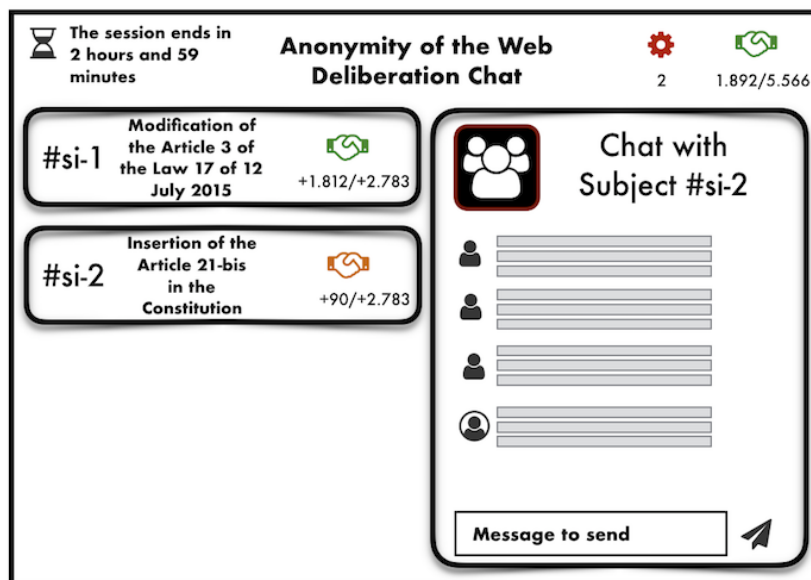 The session ends in
2 hours and 59
minutes
Anonymity of the Web
Deliberation Chat
2
1.892/5.566
#si-1
Modification of
the Article 3 of
the Law 17 of 12
July 2015
+1.812/+2.783
#si-2
Insertion of the
Article 21-bis
in the
Constitution
+90/+2.783
Chat with
Subject #si-2
Message to send